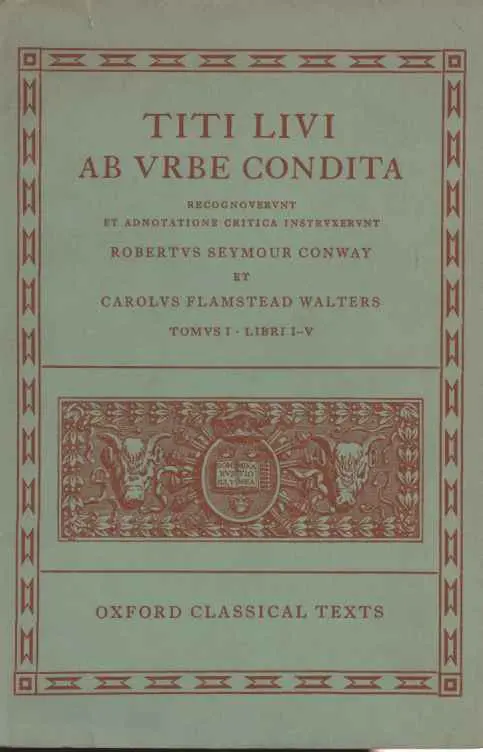 TITI LIVI
AB VRBE CONDITA
RECOGNOVERVNT
ET ADNOTATIONE CRITICA INSTRVXERVNT
ROBERTVS SEYMOUR CONWAY
ET
CAROLVS FLAMSTEAD WALTERS
TOMVS I · LIBRI I–V
OXFORD CLASSICAL TEXTS